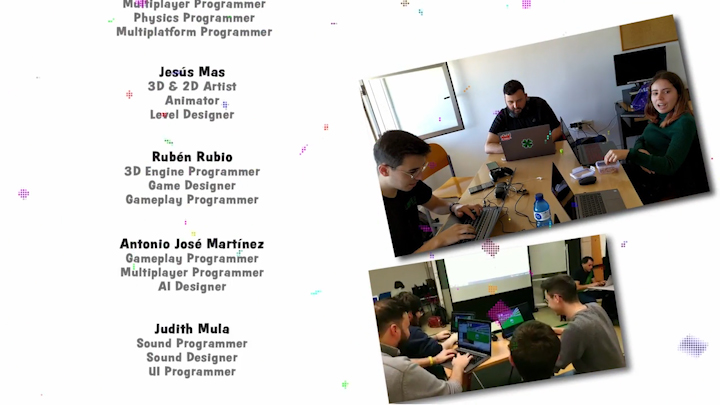 Multiplayer Programmer
Physics Programmer
Multiplatform Programmer
Jesús Mas
3D & 2D Artist
Animator
Level Designer
Rubén Rubio
3D Engine Programmer
Game Designer
Gameplay Programmer
Antonio José Martínez
Gameplay Programmer
Multiplayer Programmer
AI Designer
Judith Mula
Sound Programmer
Sound Designer
UI Programmer